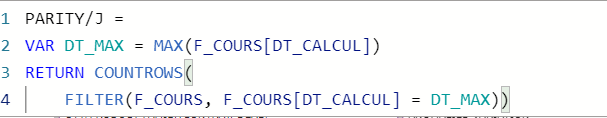 1 PARITY/J =
2 VAR DT_MAX = MAX(F_COURS[DT_CALCUL])
3 RETURN COUNTROWS(
4 FILTER(F_COURS, F_COURS[DT_CALCUL] = DT_MAX))